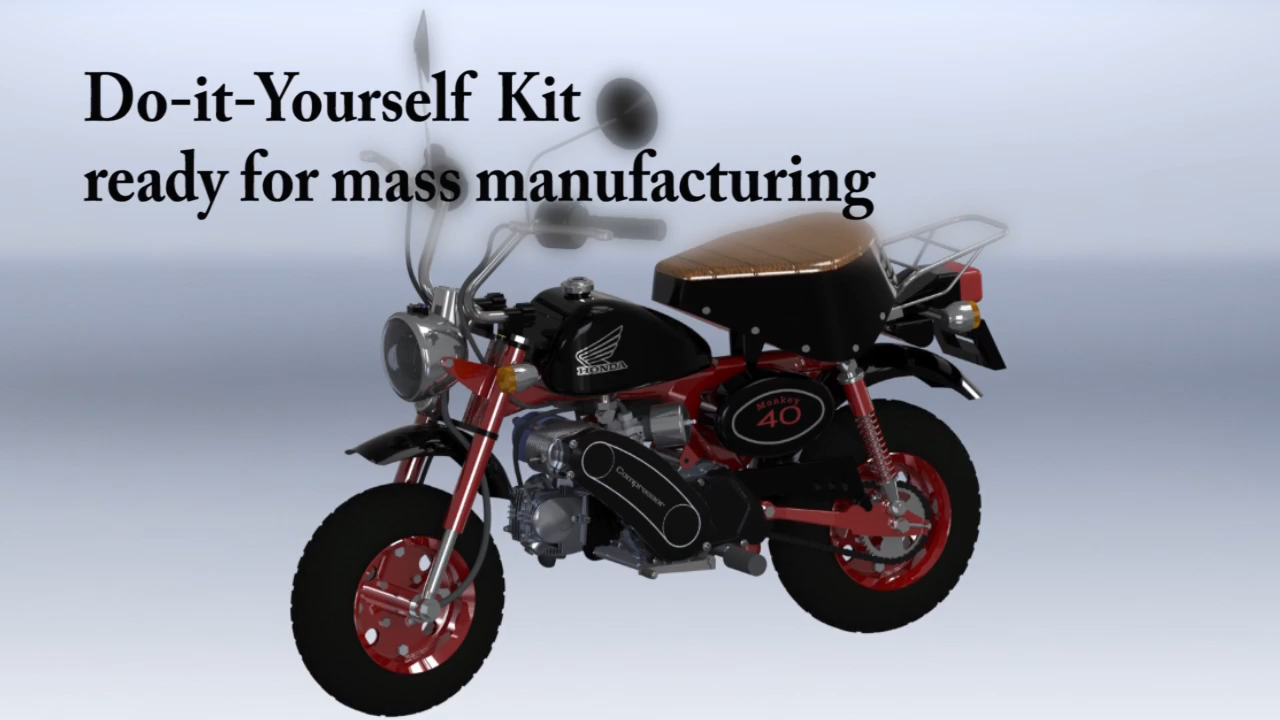 Do-it-Yourself Kit
ready for mass manufacturing
HONDA
Monkey
40
Compressor